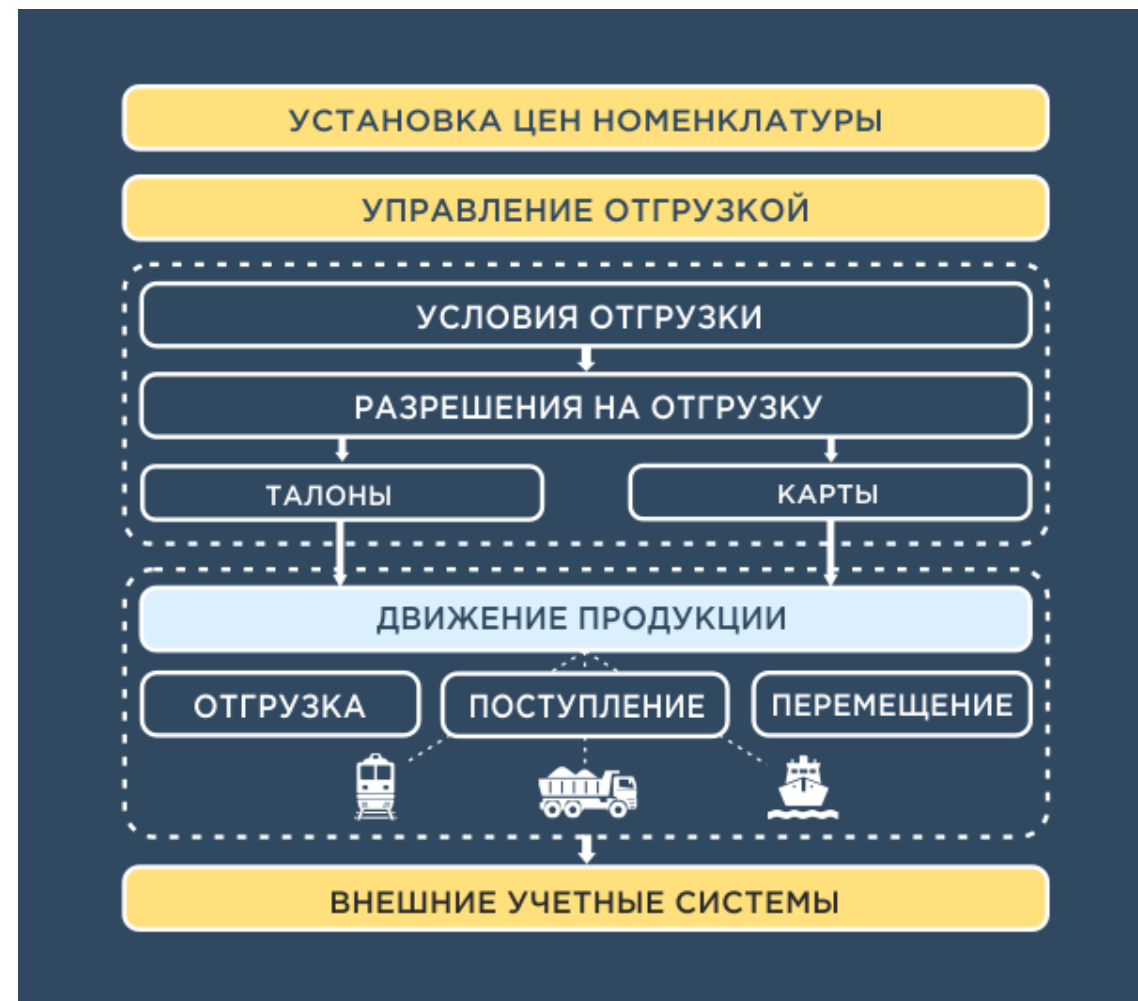 УСТАНОВКА ЦЕН НОМЕНКЛАТУРЫ
УПРАВЛЕНИЕ ОТГРУЗКОЙ
УСЛОВИЯ ОТГРУЗКИ
РАЗРЕШЕНИЯ НА ОТГРУЗКУ
ТАЛОНЫ
КАРТЫ
ДВИЖЕНИЕ ПРОДУКЦИИ
ОТГРУЗКА
ПОСТУПЛЕНИЕ
ПЕРЕМЕЩЕНИЕ
ВНЕШНИЕ УЧЕТНЫЕ СИСТЕМЫ